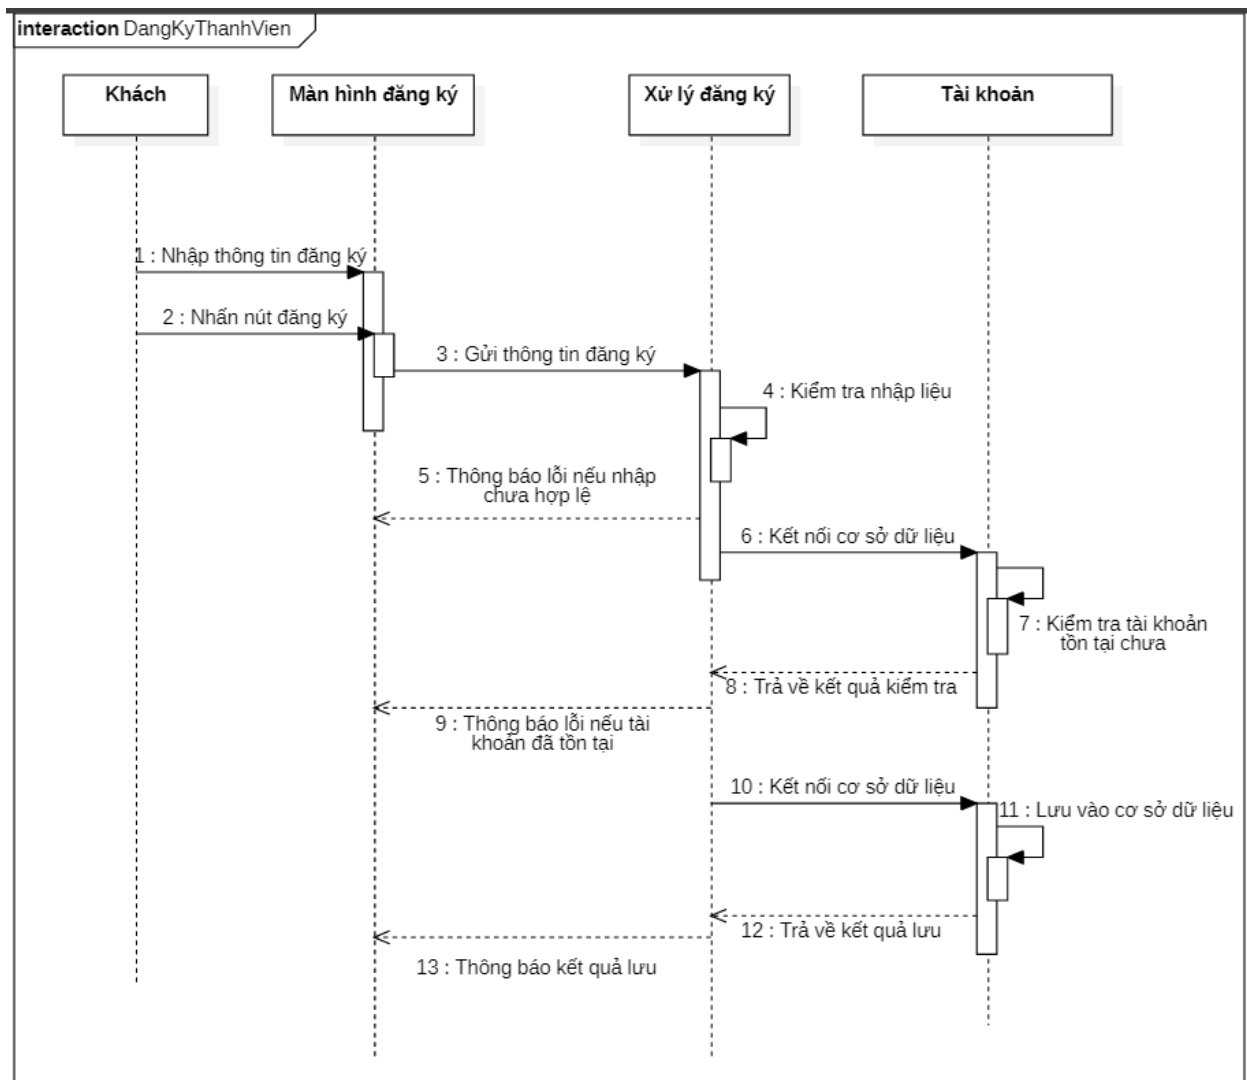 interaction DangKyThanhVien
Khách
Màn hình đăng ký
Xử lý đăng ký
Tài khoản
1 : Nhập thông tin đăng ký
2 : Nhấn nút đăng ký
3 : Gửi thông tin đăng ký
4 : Kiểm tra nhập liệu
5 : Thông báo lỗi nếu nhập
chưa hợp lệ
6 : Kết nối cơ sở dữ liệu
7 : Kiểm tra tài khoản
tồn tại chưa
8 : Trả về kết quả kiểm tra
9 : Thông báo lỗi nếu tài
khoản đã tồn tại
10 : Kết nối cơ sở dữ liệu
11 : Lưu vào cơ sở dữ liệu
12 : Trả về kết quả lưu
13 : Thông báo kết quả lưu